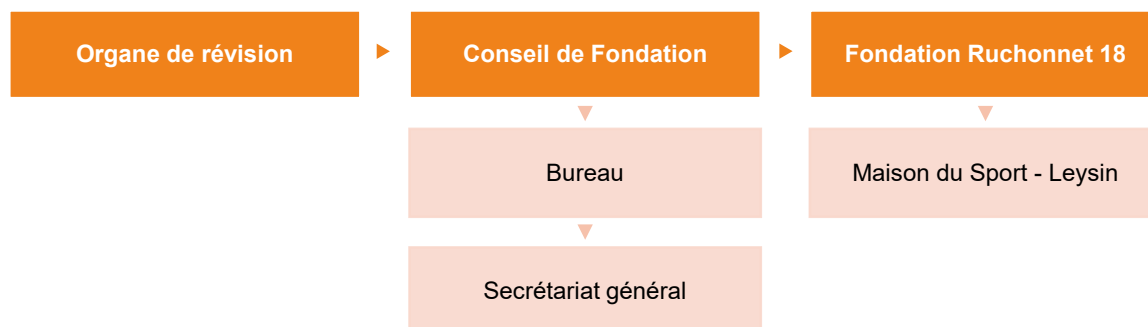 Organe de révision
Conseil de Fondation
Fondation Ruchonnet 18
Bureau
Maison du Sport - Leysin
Secrétariat général